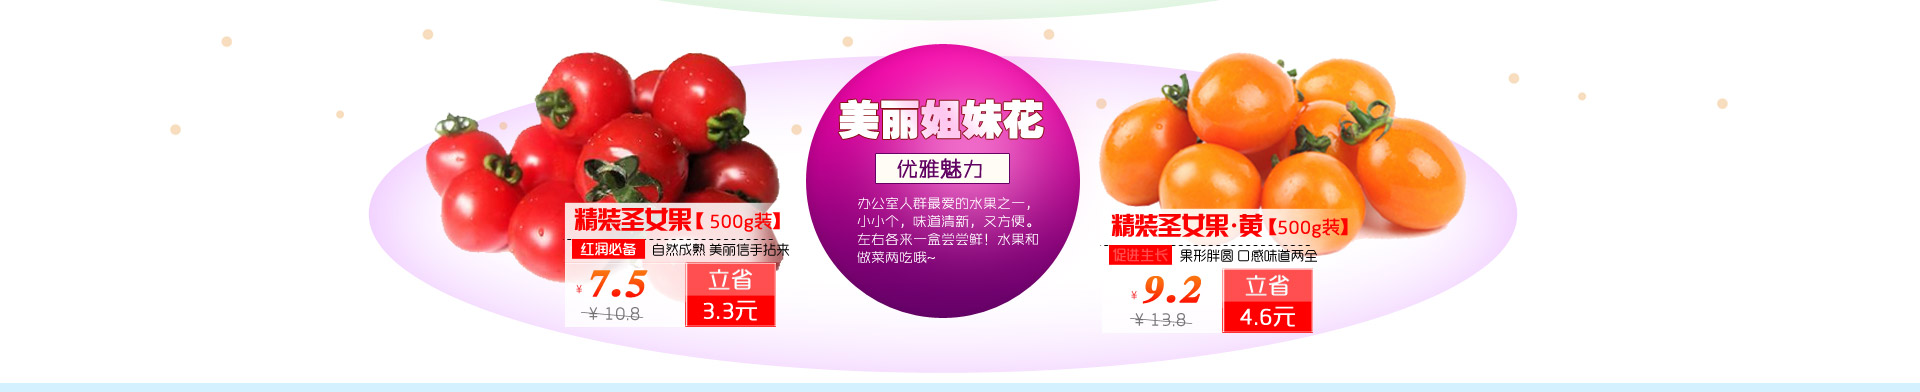 美丽姐妹花
优雅魅力
办公室人群最爱的水果之一，
小小个，味道清新，又方便。
左右各来一盒尝尝鲜！水果和
做菜两吃哦~
精装圣女果【500g装】
红润必备 自然成熟 美丽信手拈来
¥ 7.5
¥ 10.8
立省
3.3元
精装圣女果·黄【500g装】
促进生长 果形胖圆 口感味道两全
¥ 9.2
¥ 13.8
立省
4.6元